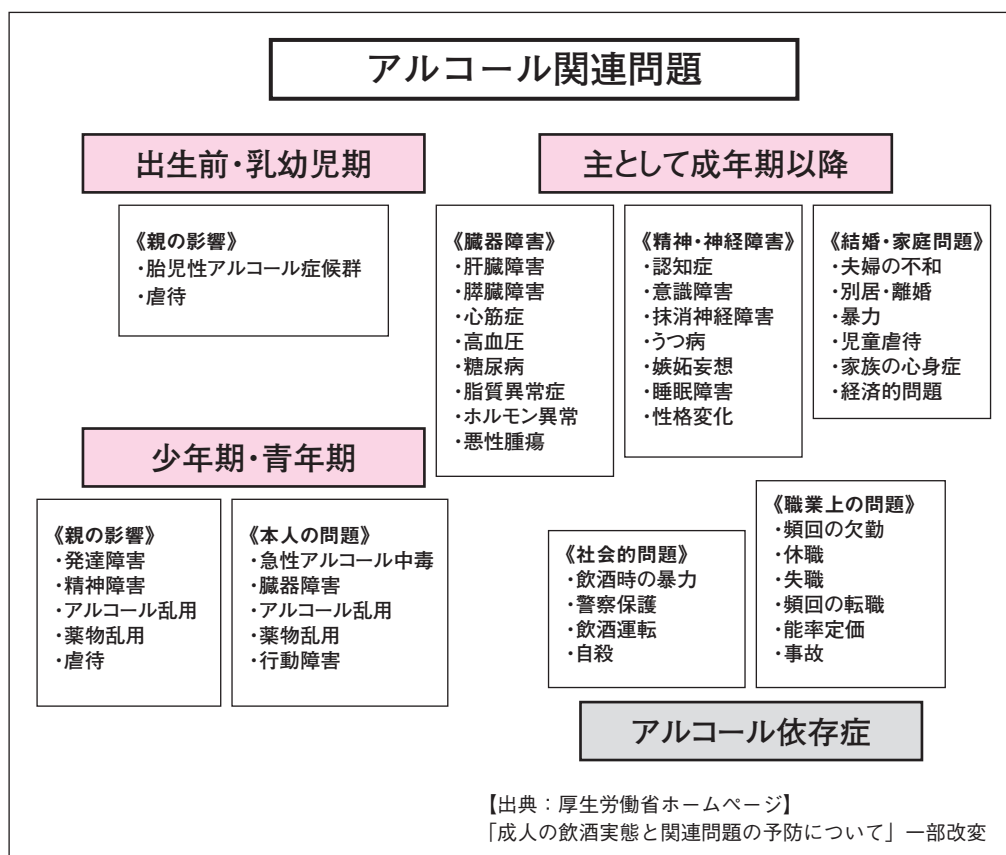 アルコール関連問題
出生前・乳幼児期
《親の影響》
・胎児性アルコール症候群
・虐待
主として成年期以降
《臓器障害》
・肝臓障害
・膵臓障害
・心筋症
・高血圧
・糖尿病
・脂質異常症
・ホルモン異常
・悪性腫瘍
《精神・神経障害》
・認知症
・意識障害
・抹消神経障害
・うつ病
・嫉妬妄想
・睡眠障害
・性格変化
《結婚・家庭問題》
・夫婦の不和
・別居・離婚
・暴力
・児童虐待
・家族の心身症
・経済的問題
少年期・青年期
《親の影響》
・発達障害
・精神障害
・アルコール乱用
・薬物乱用
・虐待
《本人の問題》
・急性アルコール中毒
・臓器障害
・アルコール乱用
・薬物乱用
・行動障害
《社会的問題》
・飲酒時の暴力
・警察保護
・飲酒運転
・自殺
《職業上の問題》
・頻回の欠勤
・休職
・失職
・頻回の転職
・能率定価
・事故
アルコール依存症
【出典：厚生労働省ホームページ】
「成人の飲酒実態と関連問題の予防について」一部改変